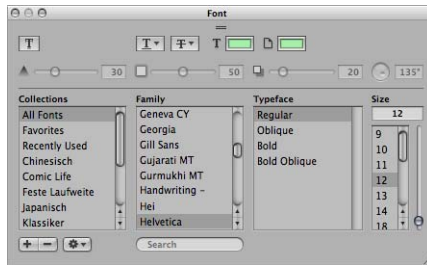 Font
T T T T
30 50 20 135°
Collections Family Typeface Size
All Fonts
Favorites
Recently Used
Chinesisch
Comic Life
Feste Laufweite
Japanisch
Klassiker
Geneva CY
Georgia
Gill Sans
Gujarati MT
Gurmukhi MT
Handwriting –
Hei
Helvetica
Regular
Oblique
Bold
Bold Oblique
12
9
10
11
12
13
14
18
Search